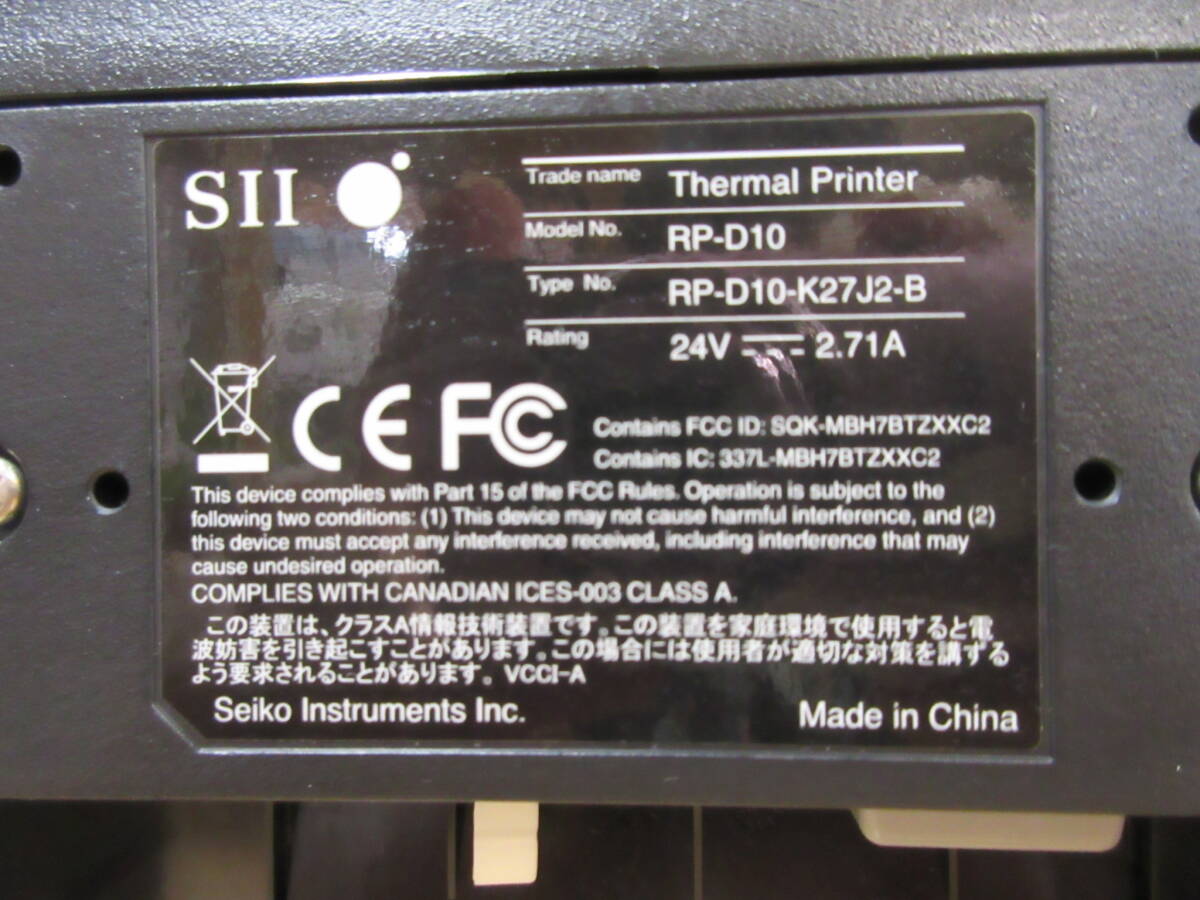 SII
Trade name Thermal Printer
Model No. RP-D10
Type No. RP-D10-K27J2-B
Rating 24V 2.71A
CE FC
Contains FCC ID: SQK-MBH7BTZXXC2
Contains IC: 337L-MBH7BTZXXC2
This device complies with Part 15 of the FCC Rules. Operation is subject to the
following two conditions: (1) This device may not cause harmful interference, and (2)
this device must accept any interference received, including interference that may
cause undesired operation.
COMPLIES WITH CANADIAN ICES-003 CLASS A.
この装置は、クラスA情報技術装置です。この装置を家庭環境で使用すると電
波妨害を引き起こすことがあります。この場合には使用者が適切な対策を講ずる
よう要求されることがあります。VCCI-A
Seiko Instruments Inc.
Made in China